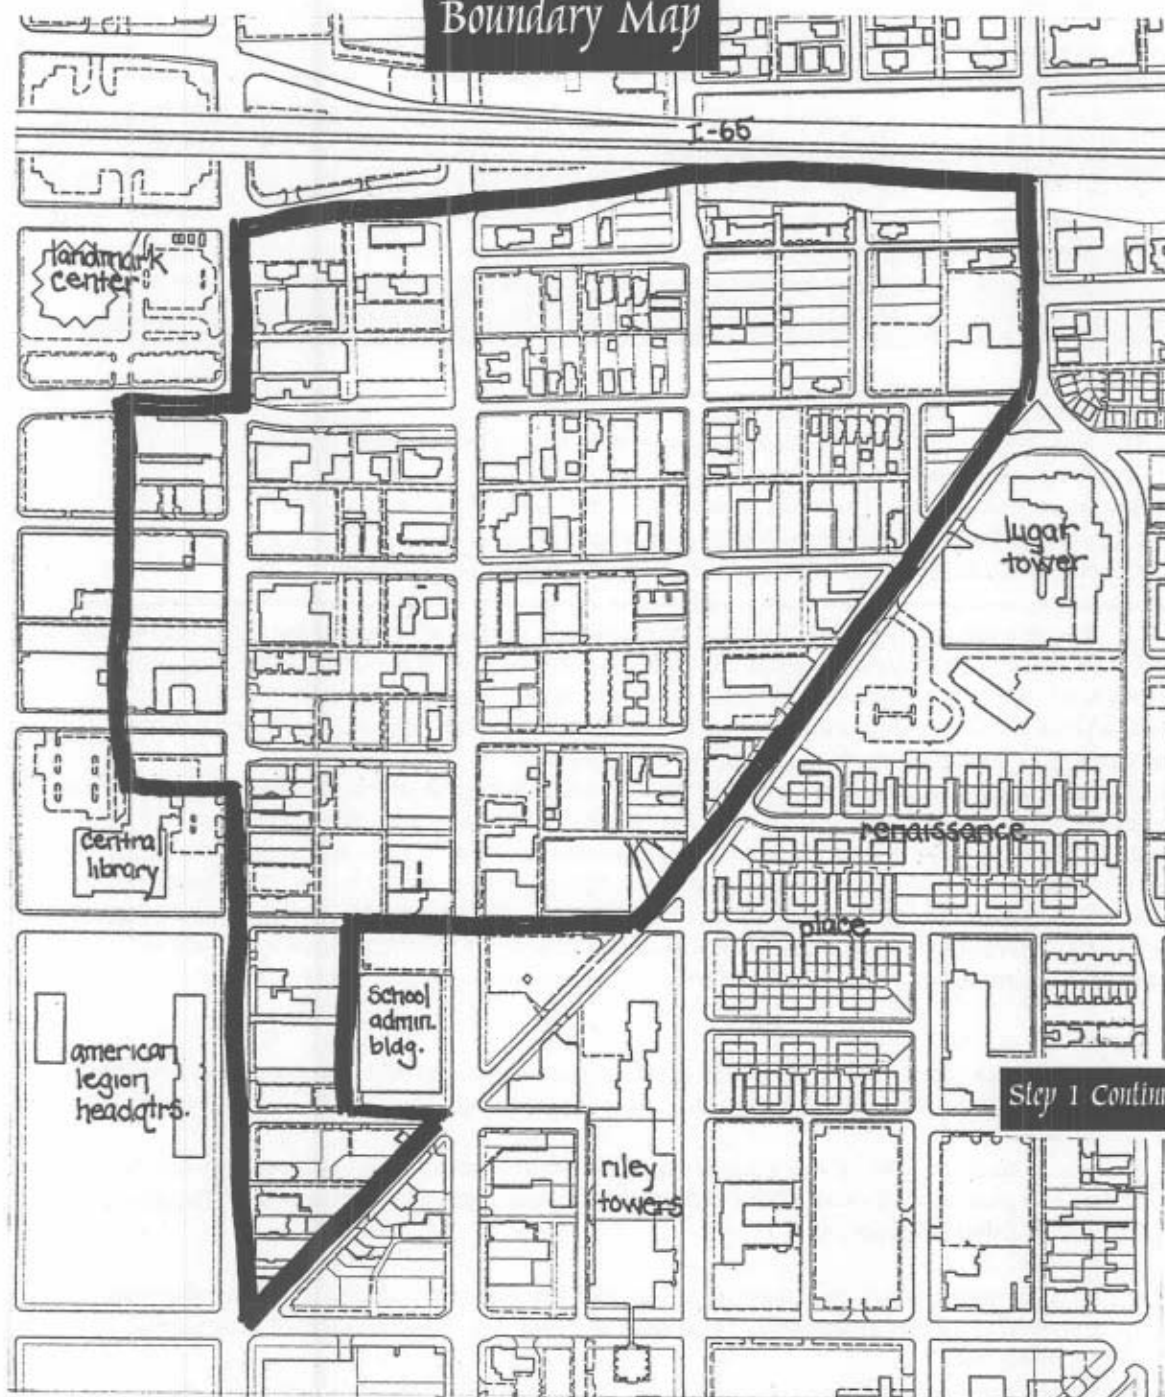 Boundary Map
I-65
landmark
center
lugar
tower
central
library
renaissance
place
School
admin.
bldg.
american
legion
headqtrs.
Step 1 Contin
riley
towers